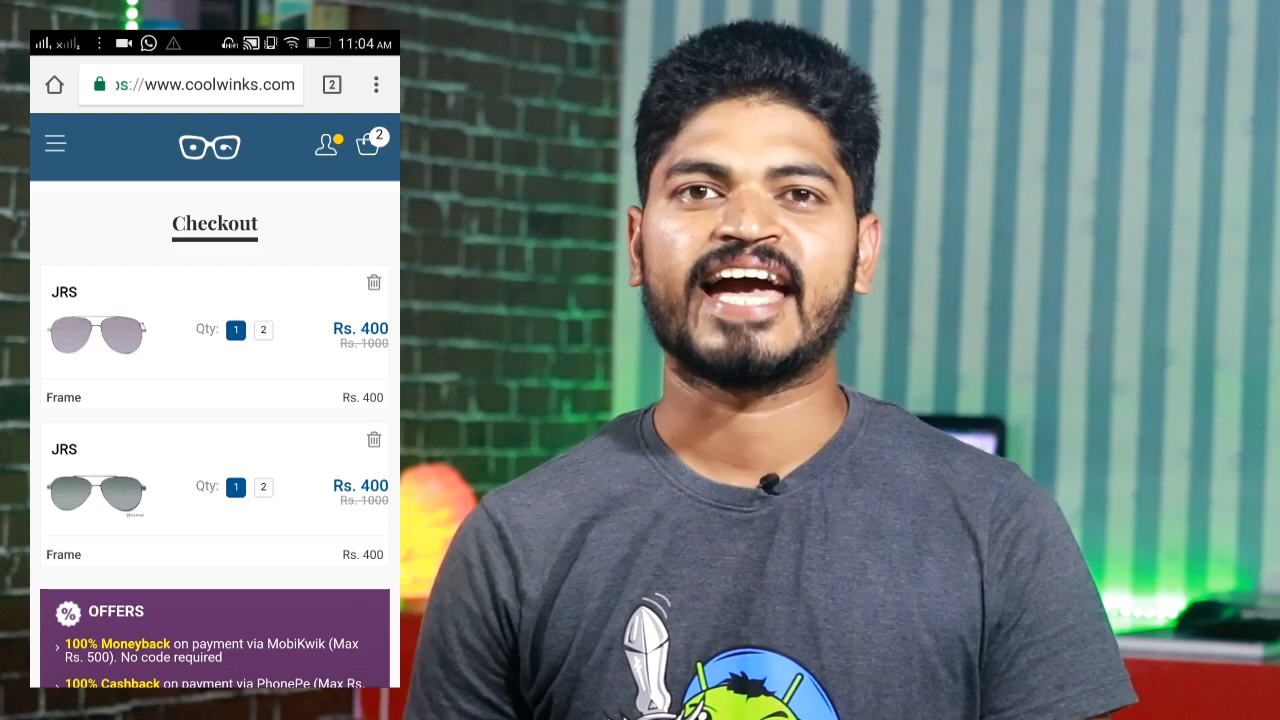 11:04 AM
ps://www.coolwinks.com
2
2
Checkout
JRS
Qty: 1 2
Rs. 400
Rs. 1000
Frame
Rs. 400
JRS
Qty: 1 2
Rs. 400
Rs. 1000
Frame
Rs. 400
% OFFERS
› 100% Moneyback on payment via MobiKwik (Max
Rs. 500). No code required
› 100% Cashback on payment via PhonePe (Max Rs.